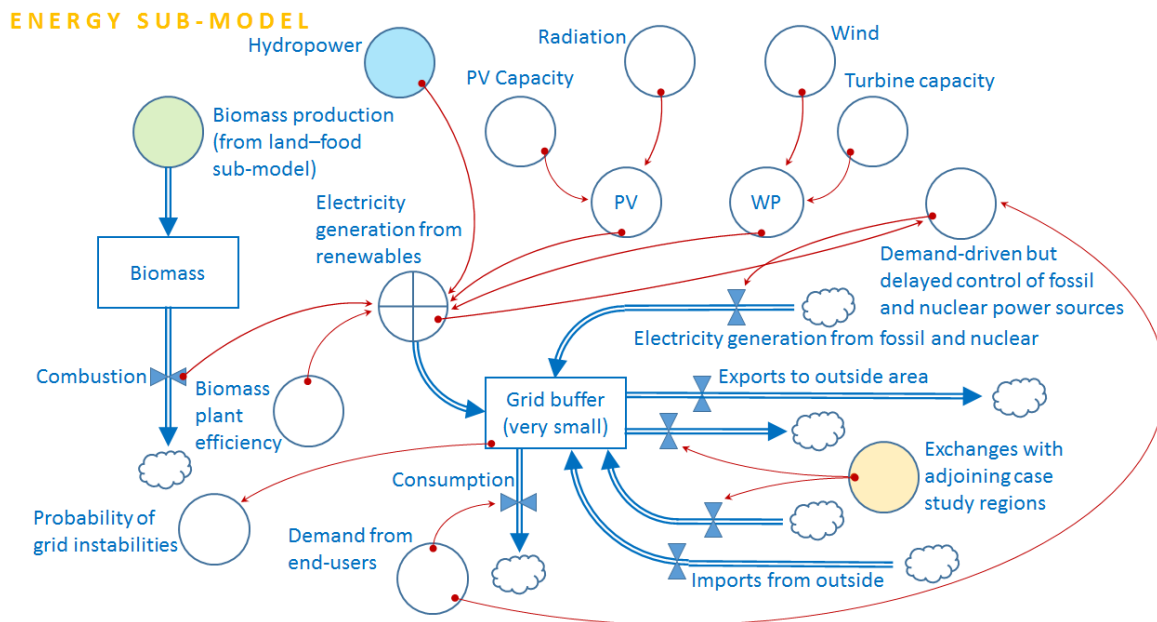 ENERGY SUB-MODEL
Hydropower
Radiation
Wind
PV Capacity
Turbine capacity
Biomass production
(from land–food
sub-model)
Electricity
generation from
renewables
PV
WP
Biomass
Demand-driven but
delayed control of fossil
and nuclear power sources
Electricity generation from fossil and nuclear
Combustion
Biomass
plant
efficiency
Grid buffer
(very small)
Exports to outside area
Exchanges with
adjoining case
study regions
Consumption
Probability of
grid instabilities
Demand from
end-users
Imports from outside